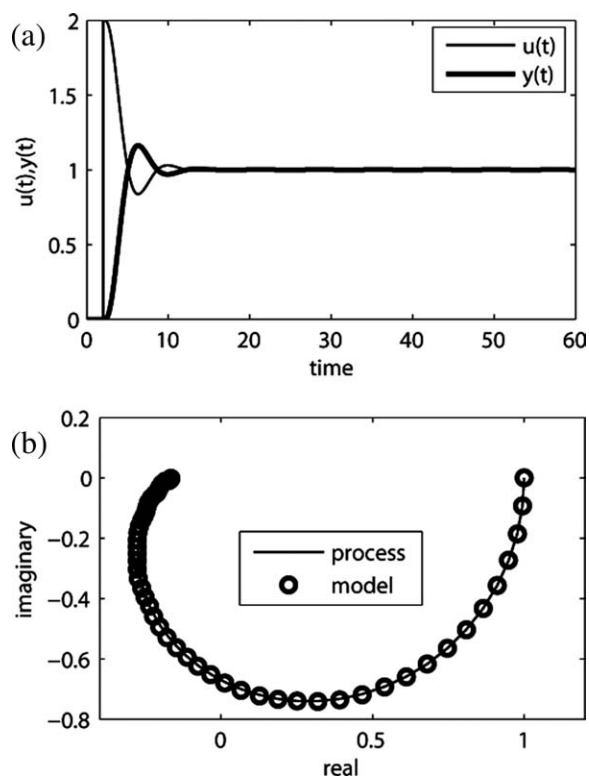 (a)
u(t),y(t)
2
1.5
1
0.5
0
u(t)
y(t)
0 10 20 30 40 50 60
time
(b)
imaginary
0.2
0
−0.2
−0.4
−0.6
−0.8
process
model
0 0.5 1
real